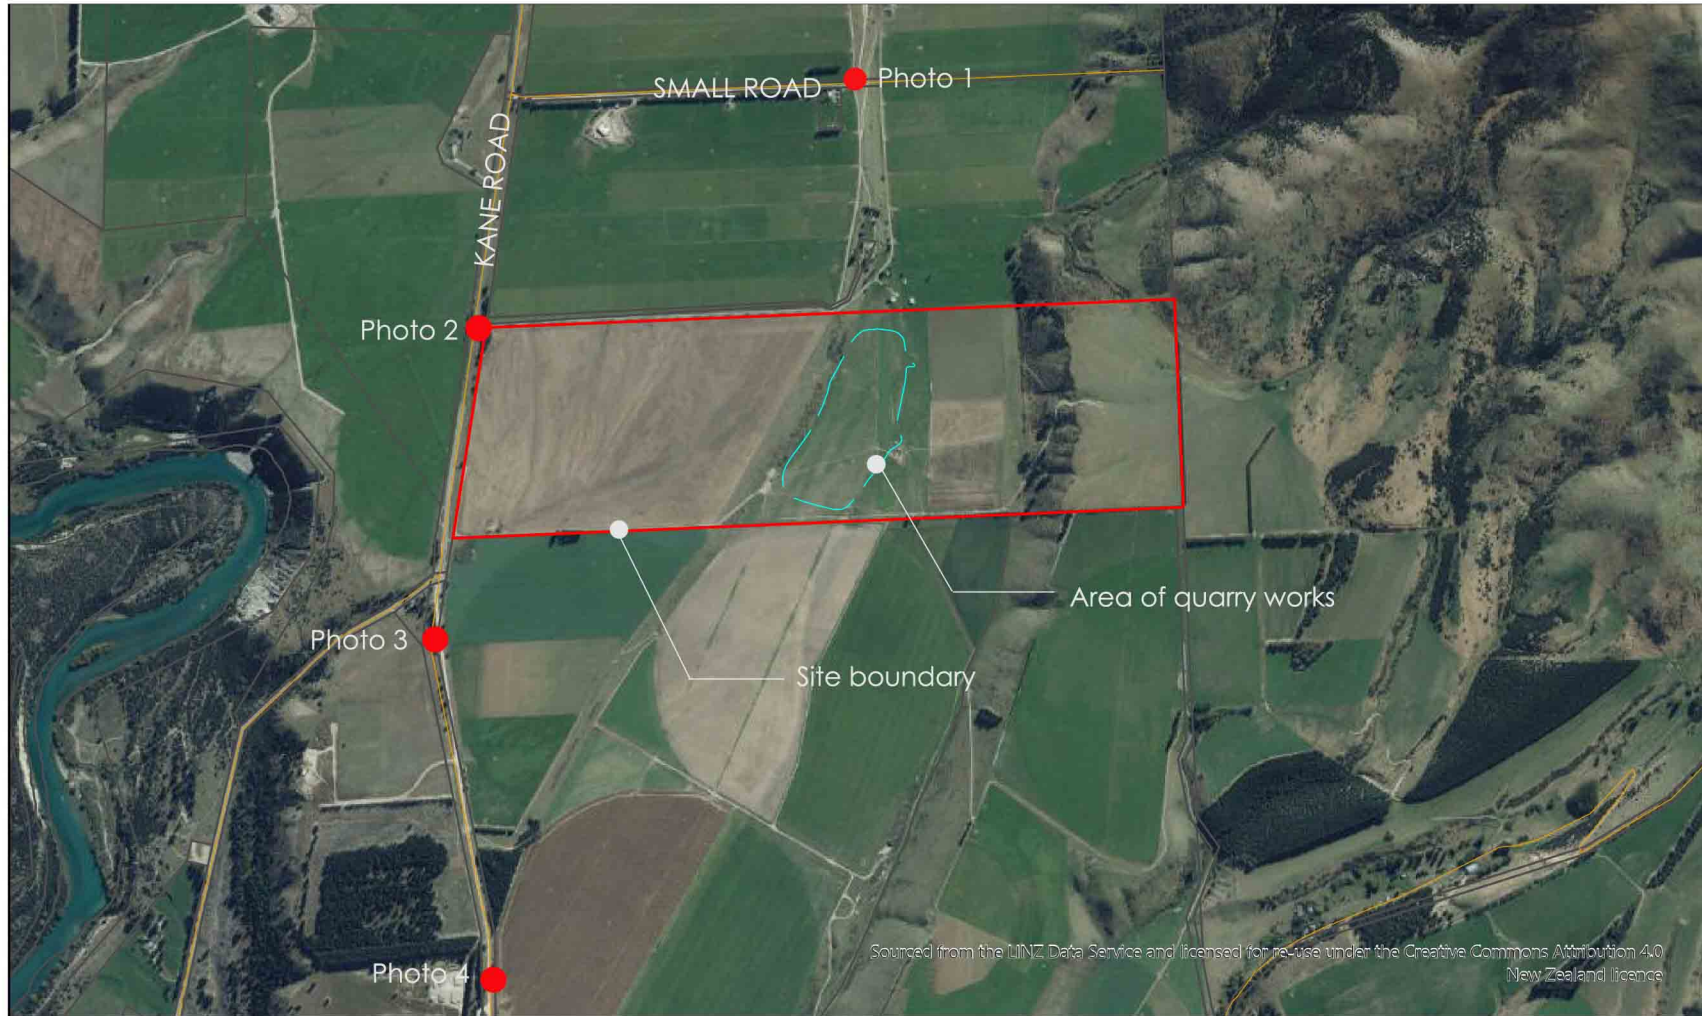 SMALL ROAD
Photo 1
KANE ROAD
Photo 2
Area of quarry works
Photo 3
Site boundary
Sourced from the LINZ Data Service and licensed for re-use under the Creative Commons Attribution 4.0
New Zealand licence
Photo 4